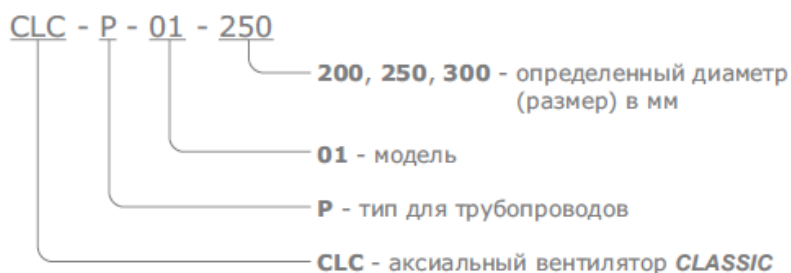 CLC - P - 01 - 250
200, 250, 300 - определенный диаметр
(размер) в мм
01 - модель
P - тип для трубопроводов
CLC - аксиальный вентилятор CLASSIC